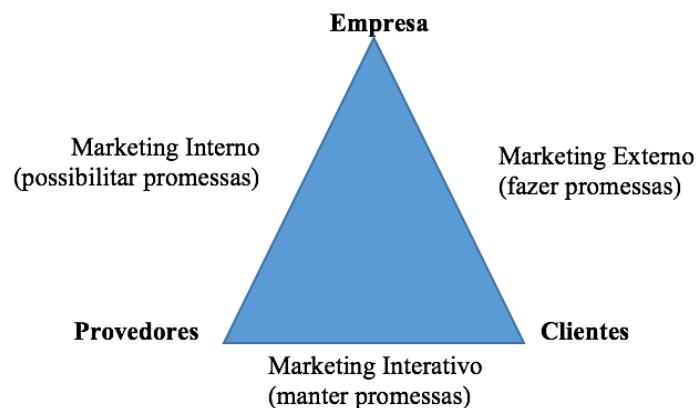 Empresa
Marketing Interno
(possibilitar promessas)
Marketing Externo
(fazer promessas)
Provedores
Clientes
Marketing Interativo
(manter promessas)